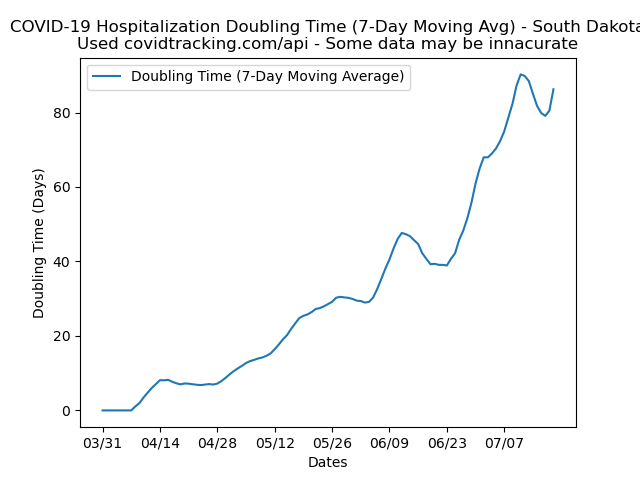 COVID-19 Hospitalization Doubling Time (7-Day Moving Avg) - South Dakota
Used covidtracking.com/api - Some data may be innacurate
Doubling Time (7-Day Moving Average)
80
60
40
20
0
Doubling Time (Days)
03/31 04/14 04/28 05/12 05/26 06/09 06/23 07/07
Dates